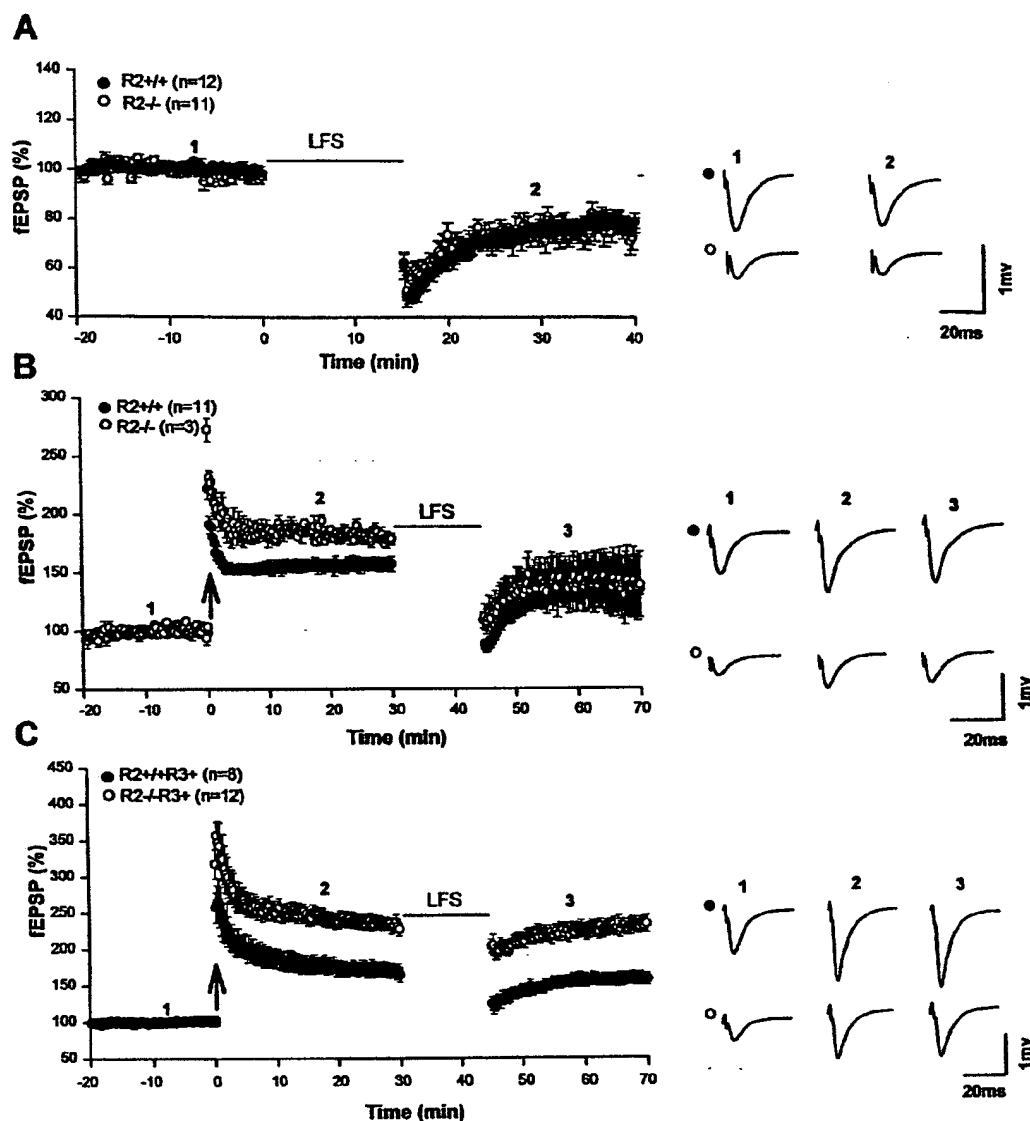 A
140
120
100
80
60
40
fEPSP (%)
R2+/+ (n=12)
R2-/- (n=11)
1
LFS
2
-20
-10
0
10
20
30
40
Time (min)
1
2
1mv
20ms
B
300
250
200
150
100
50
fEPSP (%)
R2+/+ (n=11)
R2-/- (n=3)
1
2
LFS
3
-20
-10
0
10
20
30
40
50
60
70
Time (min)
1
2
3
1mv
20ms
C
450
400
350
300
250
200
150
100
50
fEPSP (%)
R2+/+R3+ (n=8)
R2-/-R3+ (n=12)
1
2
LFS
3
-20
-10
0
10
20
30
40
50
60
70
Time (min)
1
2
3
1mv
20ms